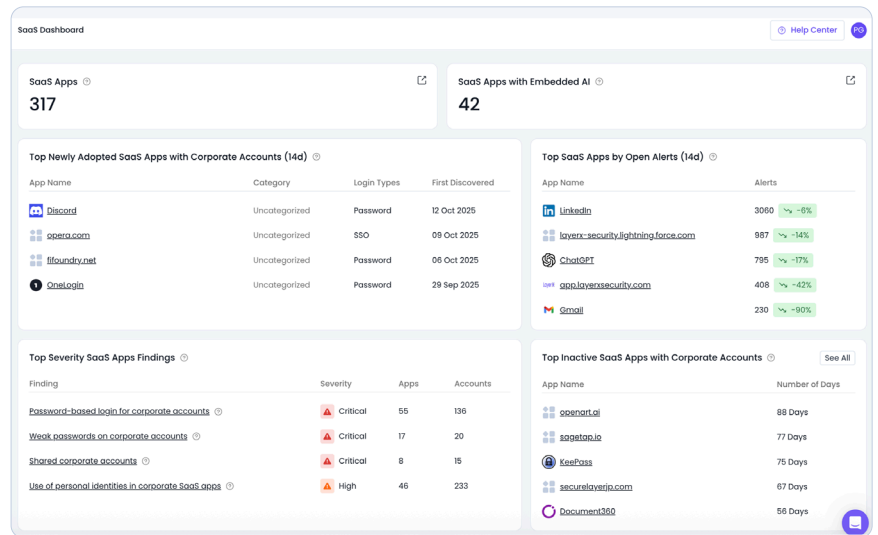 SaaS Dashboard
Help Center
PG
SaaS Apps
317
SaaS Apps with Embedded AI
42
Top Newly Adopted SaaS Apps with Corporate Accounts (14d)
App Name Category Login Types First Discovered
Discord Uncategorized Password 12 Oct 2025
opera.com Uncategorized SSO 09 Oct 2025
fifoundry.net Uncategorized Password 06 Oct 2025
OneLogin Uncategorized Password 29 Sep 2025
Top SaaS Apps by Open Alerts (14d)
App Name Alerts
LinkedIn 3060 -6%
layerx-security.lightning.force.com 987 -14%
ChatGPT 795 -17%
app.layerxsecurity.com 408 -42%
Gmail 230 -90%
Top Severity SaaS Apps Findings
Finding Severity Apps Accounts
Password-based login for corporate accounts Critical 55 136
Weak passwords on corporate accounts Critical 17 20
Shared corporate accounts Critical 8 15
Use of personal identities in corporate SaaS apps High 46 233
Top Inactive SaaS Apps with Corporate Accounts See All
App Name Number of Days
openart.ai 88 Days
sagetap.io 77 Days
KeePass 75 Days
securelayerjp.com 67 Days
Document360 56 Days